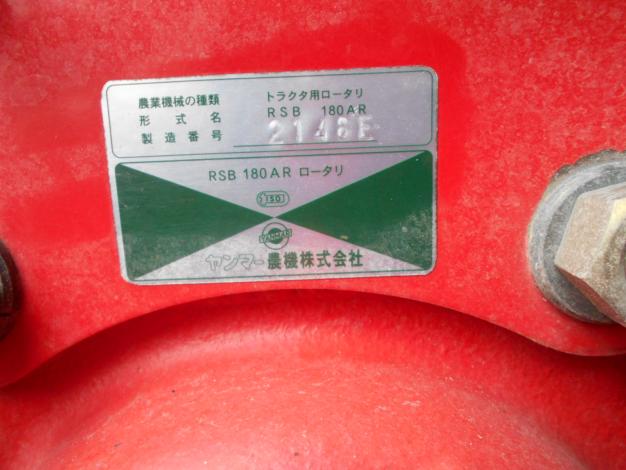 農業機械の種類 トラクタ用ロータリ
形式名 RSB 180AR
製造番号 2148E
RSB 180AR ロータリ
ISO
YANMAR
ヤンマー農機株式会社